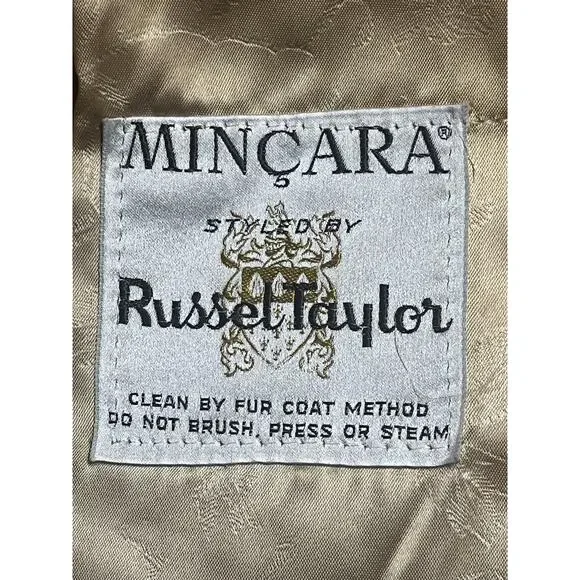 MINÇARA®
STYLED BY
Russel Taylor
CLEAN BY FUR COAT METHOD
DO NOT BRUSH, PRESS OR STEAM